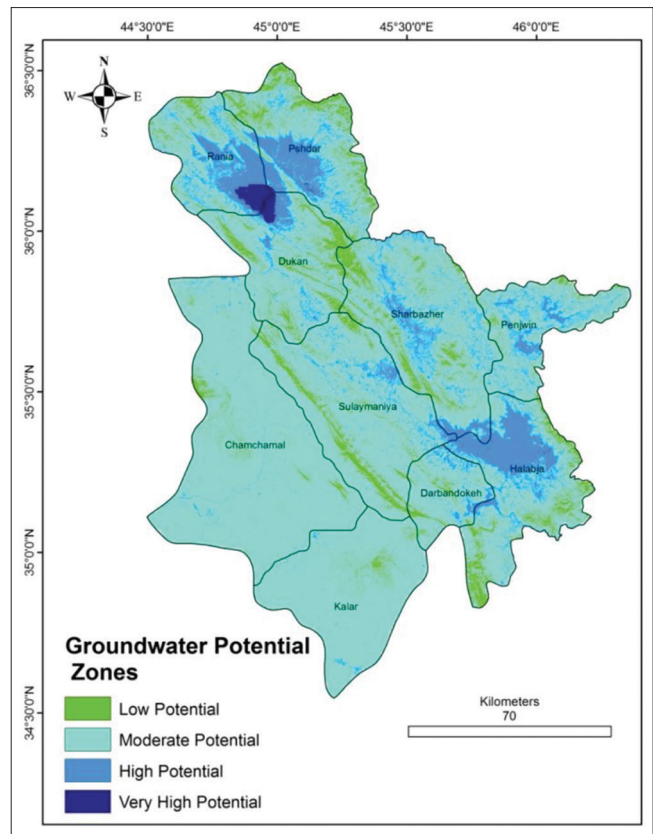 44°30'0"E 45°0'0"E 45°30'0"E 46°0'0"E
36°30'0"N
36°0'0"N
35°30'0"N
35°0'0"N
34°30'0"N
N
W E
S
Rania
Pshdar
Dukan
Sharbazher
Penjwin
Sulaymaniya
Chamchamal
Halabja
Darbandokeh
Kalar
Groundwater Potential
Zones
Low Potential
Moderate Potential
High Potential
Very High Potential
Kilometers
70